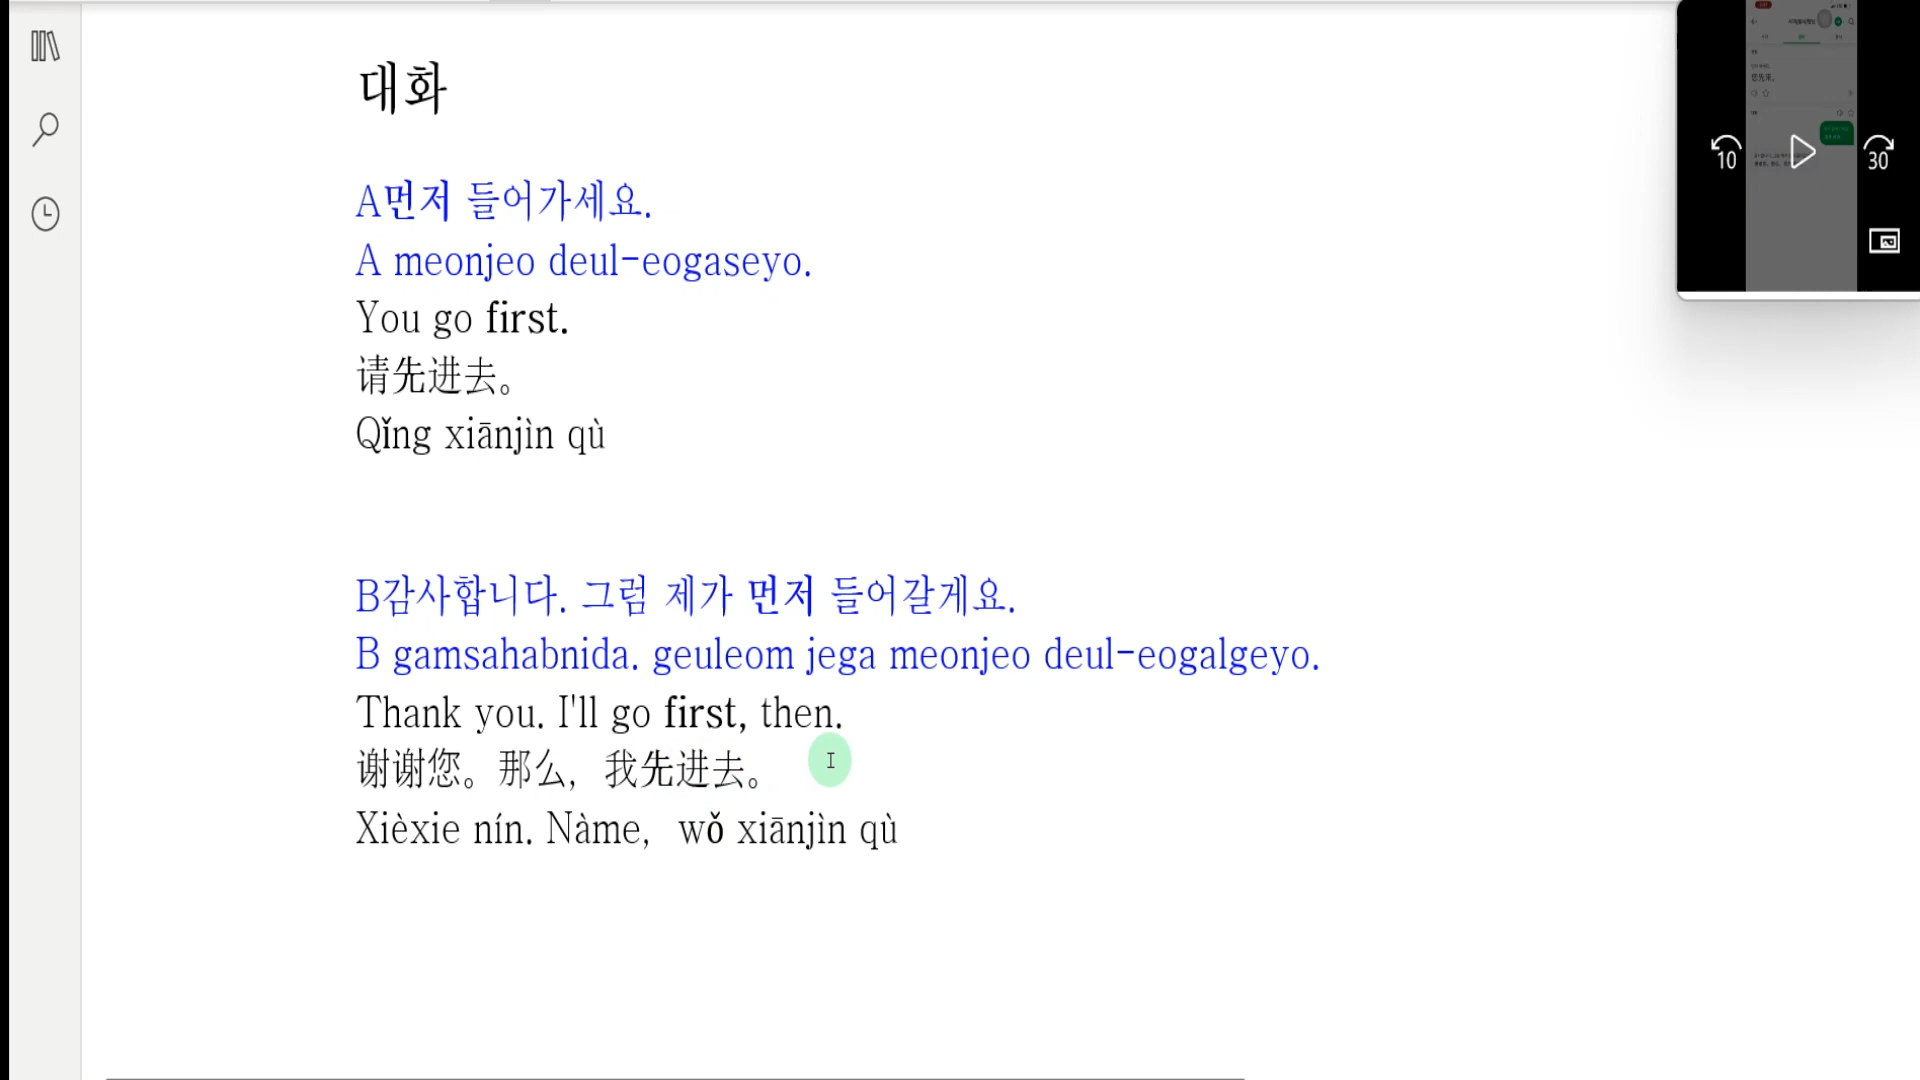 대화
A먼저 들어가세요.
A meonjeo deul-eogaseyo.
You go first.
请先进去。
Qǐng xiānjìn qù
B감사합니다. 그럼 제가 먼저 들어갈게요.
B gamsahabnida. geuleom jega meonjeo deul-eogalgeyo.
Thank you. I'll go first, then.
谢谢您。那么，我先进去。
Xièxie nín. Nàme, wǒ xiānjìn qù
10
30
您先来。